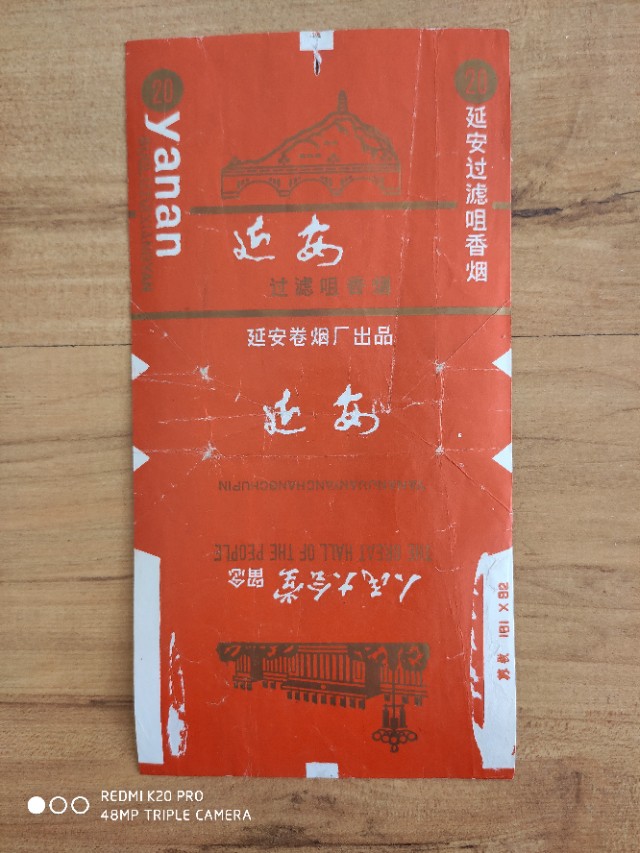 20
yanan
20
延安过滤咀香烟
延安
过滤咀香烟
延安卷烟厂出品
延安
YANANJUANYANCHANGCHUPIN
THE GREAT HALL OF THE PEOPLE
人民大会堂留念
161 X 92
REDMI K20 PRO
48MP TRIPLE CAMERA